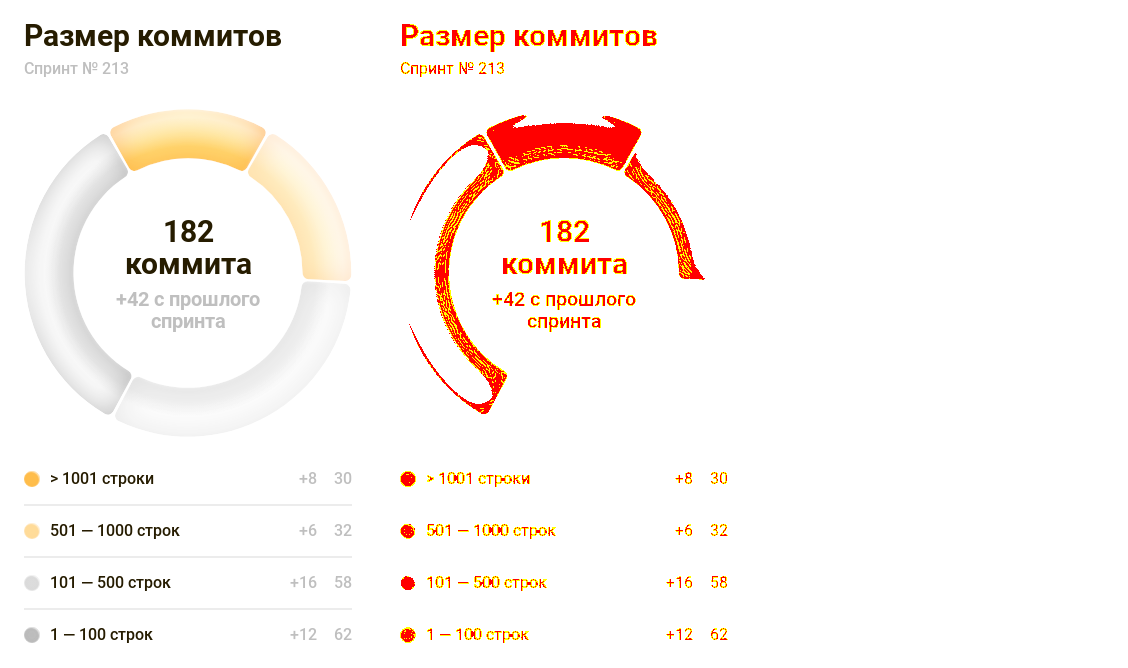 Размер коммитов
Спринт № 213
182
коммита
+42 с прошлого
спринта
> 1001 строки +8 30
501 — 1000 строк +6 32
101 — 500 строк +16 58
1 — 100 строк +12 62
Размер коммитов
Спринт № 213
182
коммита
+42 с прошлого
спринта
> 1001 строки +8 30
501 — 1000 строк +6 32
101 — 500 строк +16 58
1 — 100 строк +12 62